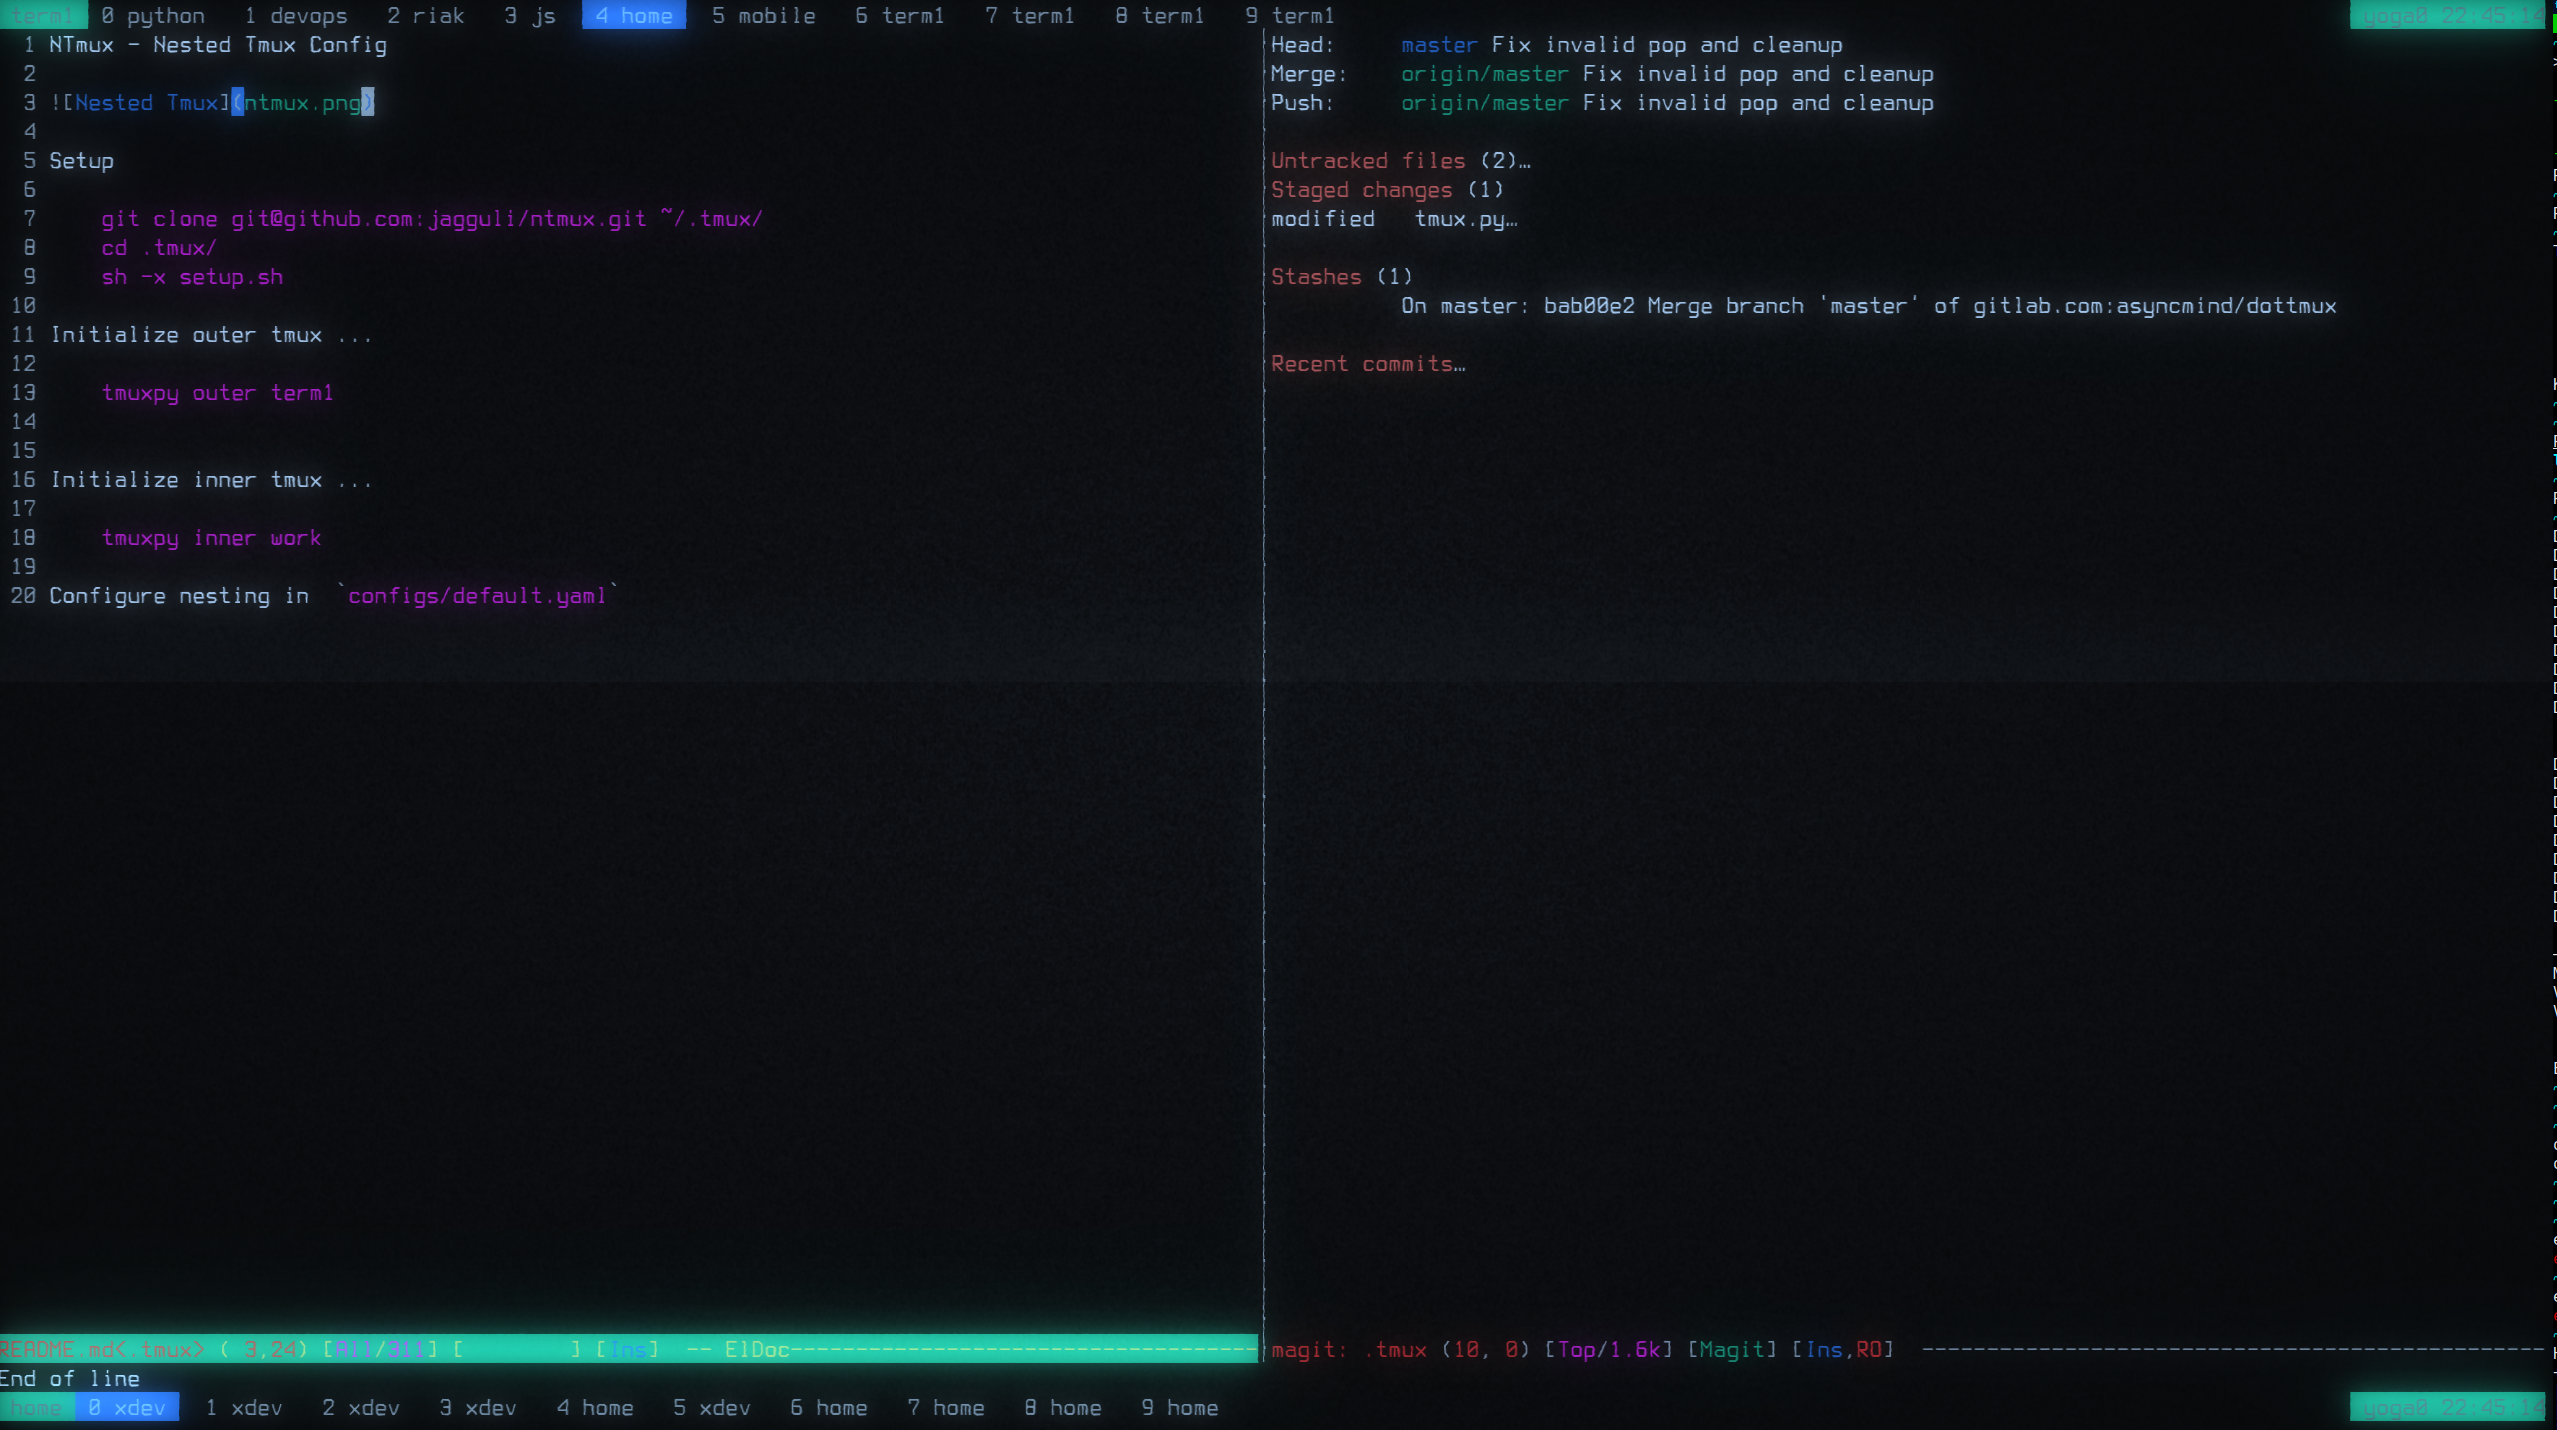 term1 0 python 1 devops 2 riak 3 js 4 home 5 mobile 6 term1 7 term1 8 term1 9 term1 yoga0 22:45:14
1 NTmux - Nested Tmux Config
2
3 ![Nested Tmux](ntmux.png)
4
5 Setup
6
7 git clone git@github.com:jagguli/ntmux.git ~/.tmux/
8 cd .tmux/
9 sh -x setup.sh
10
11 Initialize outer tmux ...
12
13 tmuxpy outer term1
14
15
16 Initialize inner tmux ...
17
18 tmuxpy inner work
19
20 Configure nesting in `configs/default.yaml`
README.md<.tmux> ( 3,24) [All/311] [ ] [Ins] -- ElDoc-----------------------------------
End of line
Head: master Fix invalid pop and cleanup
Merge: origin/master Fix invalid pop and cleanup
Push: origin/master Fix invalid pop and cleanup
Untracked files (2)…
Staged changes (1)
modified tmux.py…
Stashes (1)
On master: bab00e2 Merge branch 'master' of gitlab.com:asyncmind/dottmux
Recent commits…
magit: .tmux (10, 0) [Top/1.6k] [Magit] [Ins,RO] ------------------------------------------------
home 0 xdev 1 xdev 2 xdev 3 xdev 4 home 5 xdev 6 home 7 home 8 home 9 home yoga0 22:45:14